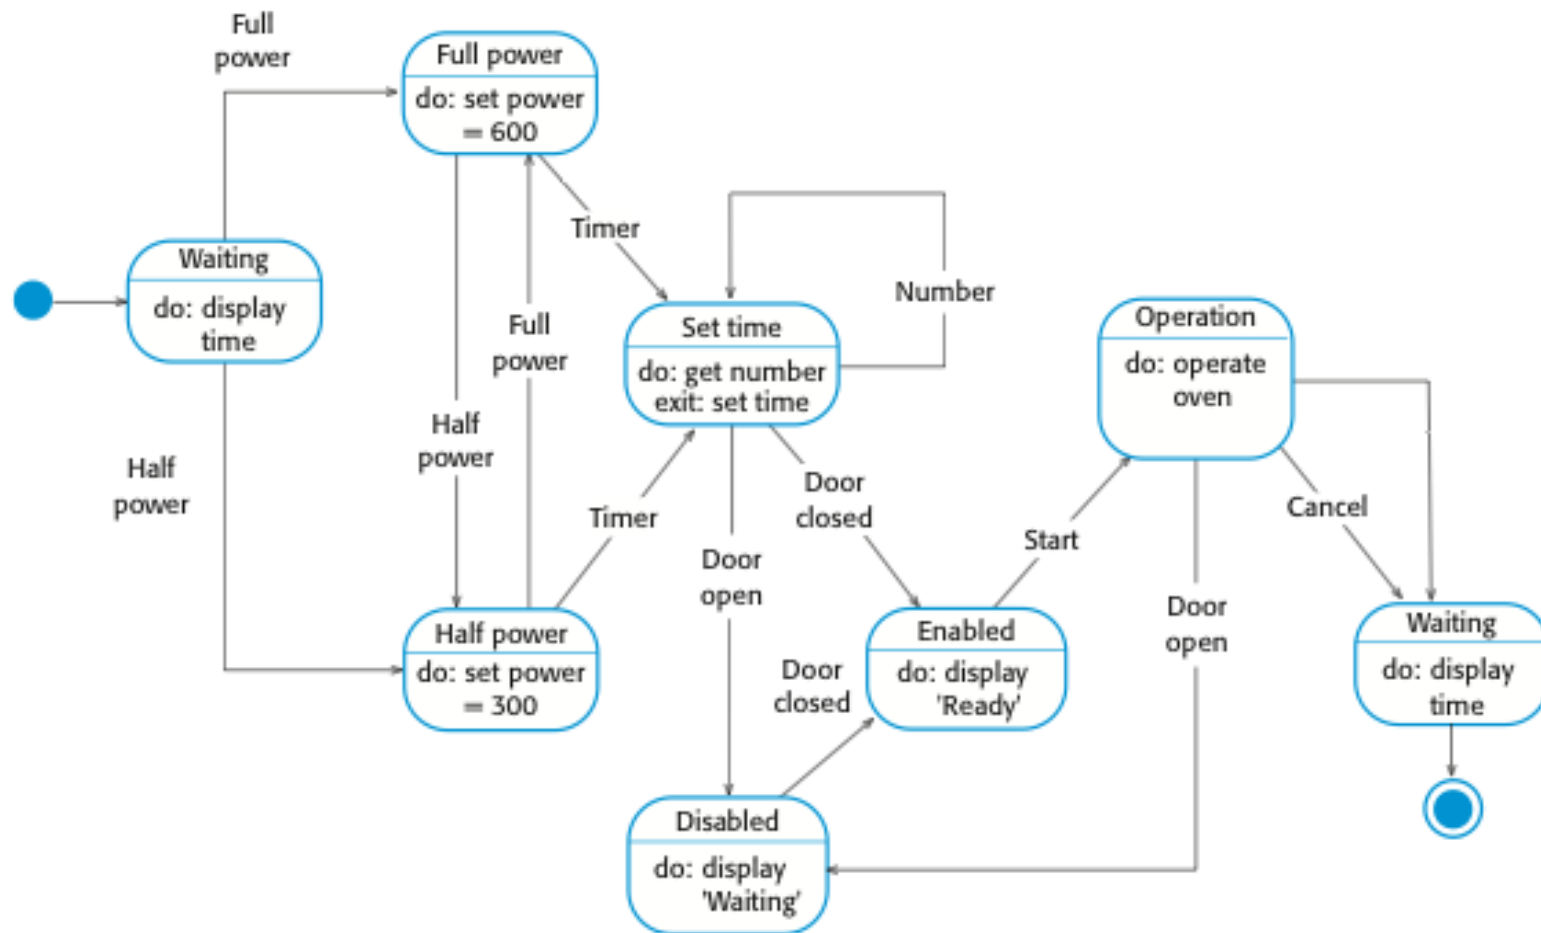 Full
power
Full power
do: set power
= 600
Timer
Waiting
do: display
time
Number
Full
power
Set time
do: get number
exit: set time
Operation
do: operate
oven
Half
power
Half
power
Timer
Door
closed
Cancel
Start
Door
open
Door
open
Half power
do: set power
= 300
Enabled
do: display
'Ready'
Waiting
do: display
time
Door
closed
Disabled
do: display
'Waiting'